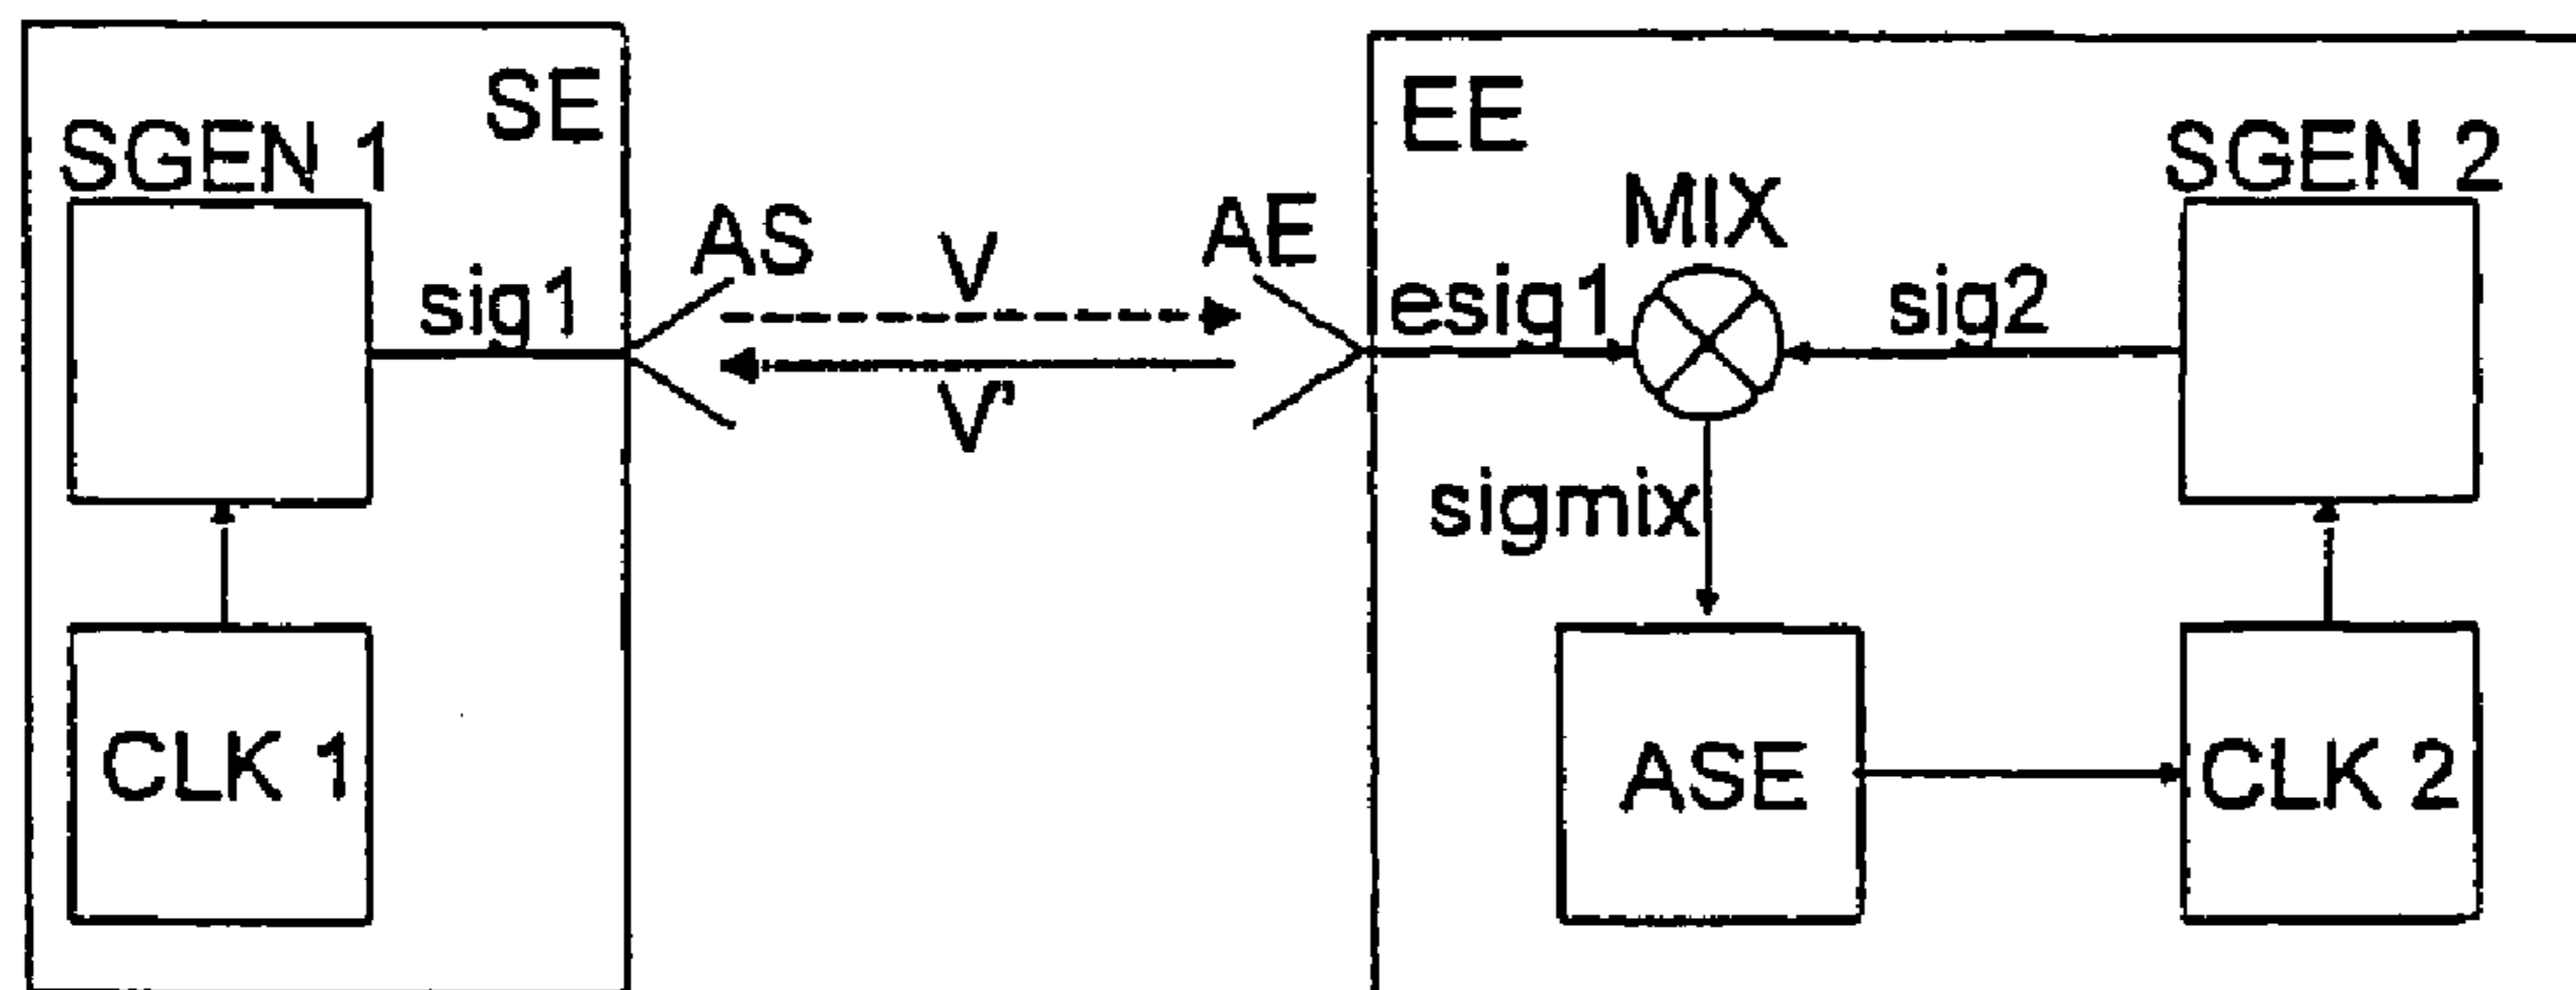 SE
SGEN 1
sig1
CLK 1
AS
V
AE
V'
EE
MIX
SGEN 2
esig1
sig2
sigmix
ASE
CLK 2